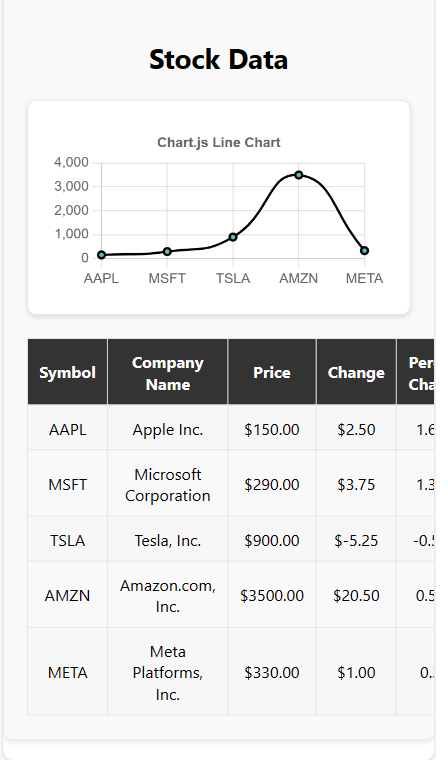 Stock Data
Chart.js Line Chart
4,000
3,000
2,000
1,000
0
AAPL MSFT TSLA AMZN META
Symbol Company Name Price Change
AAPL Apple Inc. $150.00 $2.50 1.6
MSFT Microsoft Corporation $290.00 $3.75 1.3
TSLA Tesla, Inc. $900.00 $-5.25 -0.5
AMZN Amazon.com, Inc. $3500.00 $20.50 0.5
META Meta Platforms, Inc. $330.00 $1.00 0.